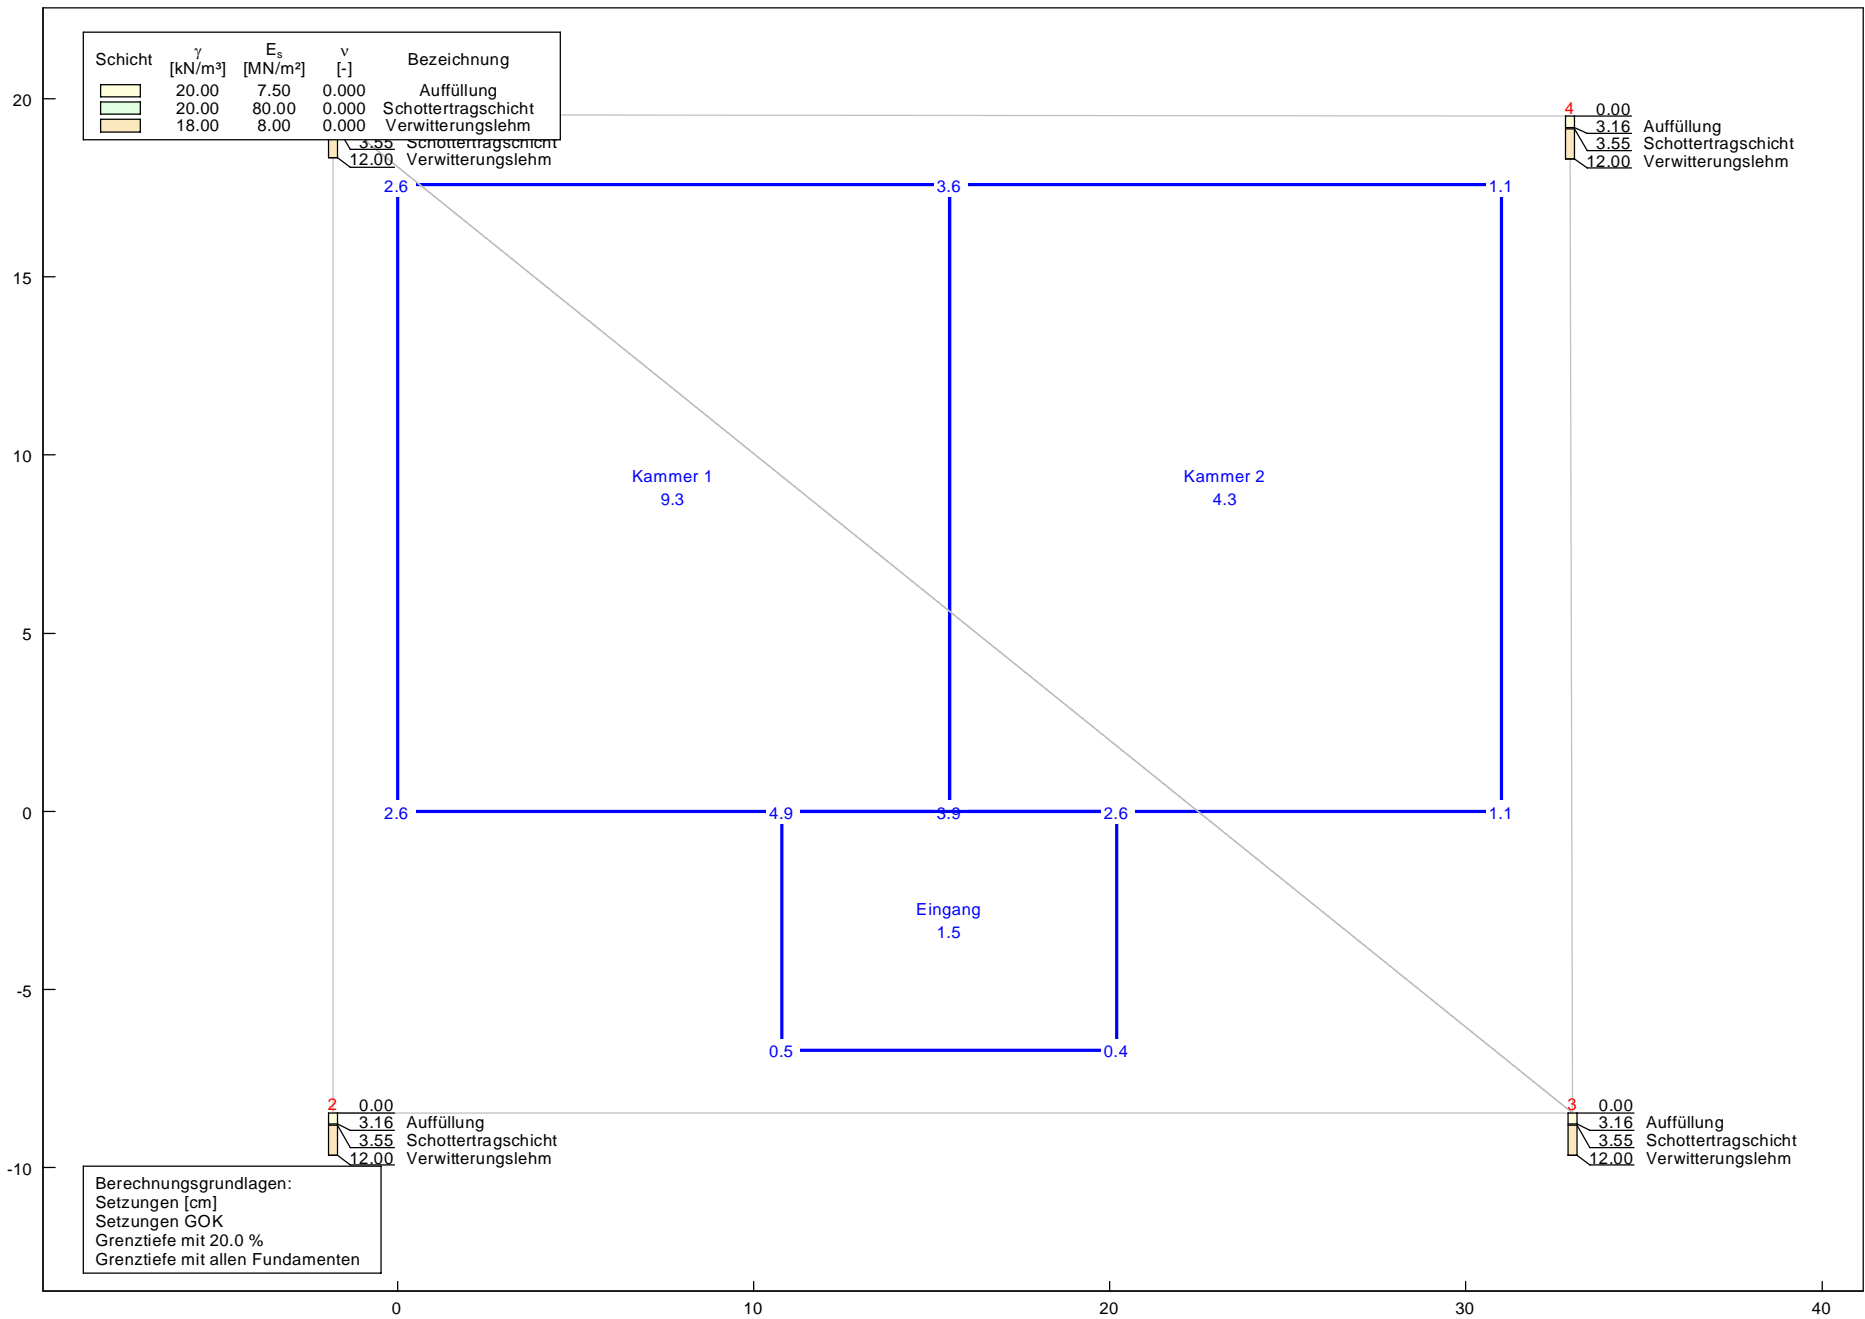 Schicht γ [kN/m³] Es [MN/m²] ν [-] Bezeichnung
20.00 7.50 0.000 Auffüllung
20.00 80.00 0.000 Schottertragschicht
18.00 8.00 0.000 Verwitterungslehm
3.55 Schottertragschicht
12.00 Verwitterungslehm
4 0.00
3.16 Auffüllung
3.55 Schottertragschicht
12.00 Verwitterungslehm
20
15
10
5
0
-5
-10
2.6 3.6 1.1
Kammer 1
9.3
Kammer 2
4.3
2.6 4.9 3.9 2.6 1.1
Eingang
1.5
0.5 0.4
2 0.00
3.16 Auffüllung
3.55 Schottertragschicht
12.00 Verwitterungslehm
3 0.00
3.16 Auffüllung
3.55 Schottertragschicht
12.00 Verwitterungslehm
Berechnungsgrundlagen:
Setzungen [cm]
Setzungen GOK
Grenztiefe mit 20.0 %
Grenztiefe mit allen Fundamenten
0 10 20 30 40